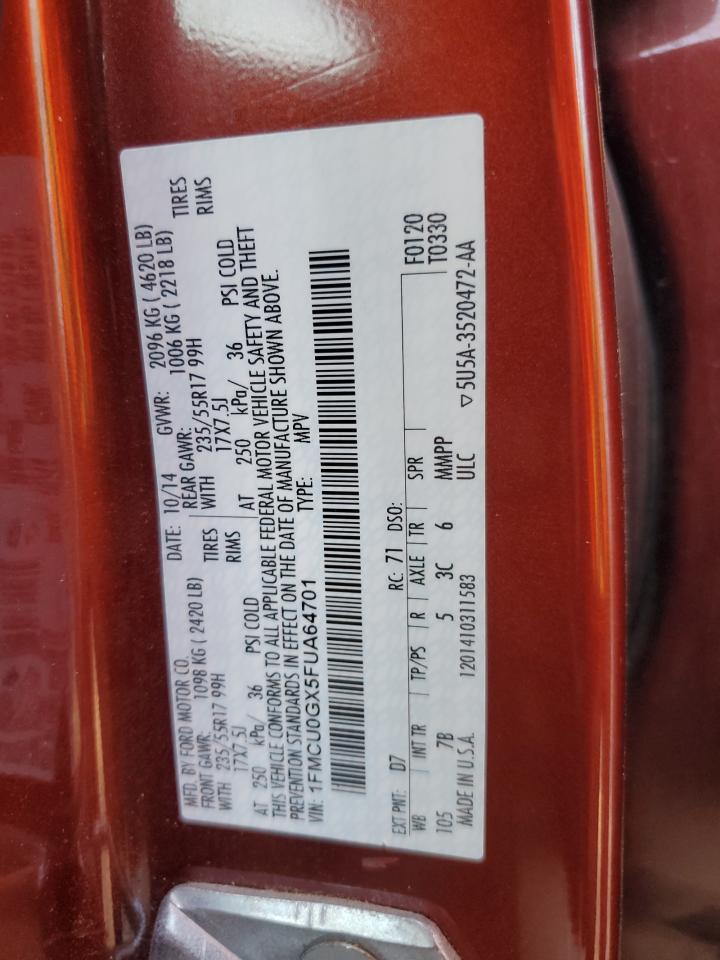 MFD. BY FORD MOTOR CO. DATE: 10/14 GVWR: 2096 KG ( 4620 LB)
FRONT GAWR: 1098 KG ( 2420 LB) REAR GAWR: 1006 KG ( 2218 LB)
WITH 235/55R17 99H TIRES WITH 235/55R17 99H TIRES
17X7.5J RIMS 17X7.5J RIMS
AT 250 kPa/ 36 PSI COLD AT 250 kPa/ 36 PSI COLD
THIS VEHICLE CONFORMS TO ALL APPLICABLE FEDERAL MOTOR VEHICLE SAFETY AND THEFT
PREVENTION STANDARDS IN EFFECT ON THE DATE OF MANUFACTURE SHOWN ABOVE.
VIN: 1FMCU0GX5FUA64701 TYPE: MPV
EXT PNT: D7 RC: 71 DSO: F0120
WB INT TR TP/PS R AXLE TR SPR T0330
105 7B 5 3C 6 MMPP ▽ 5U5A-3520472-AA
MADE IN U.S.A. 1201410311583 ULC